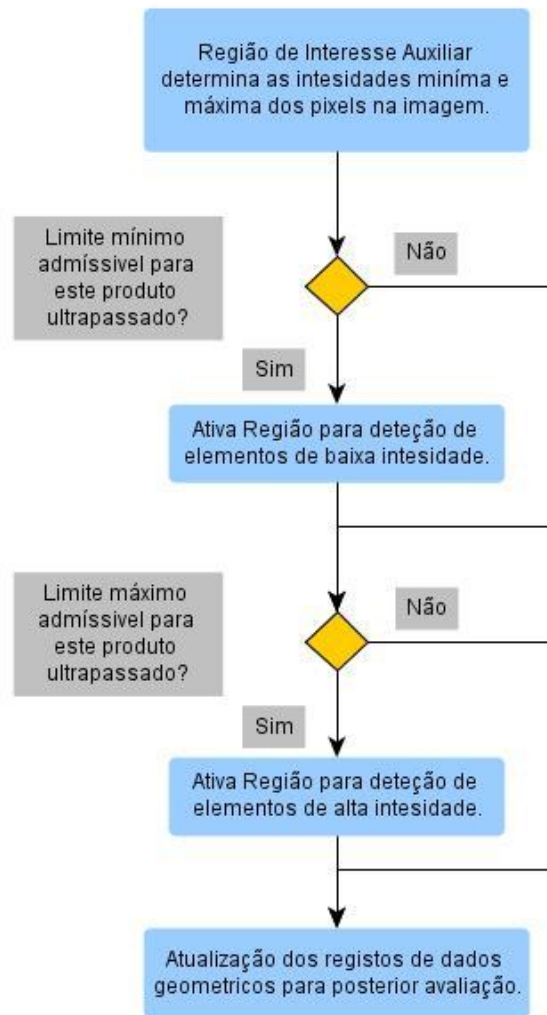 Região de Interesse Auxiliar
determina as intesidades miníma e
máxima dos pixels na imagem.
Limite mínimo
admíssivel para
este produto
ultrapassado?
Não
Sim
Ativa Região para deteção de
elementos de baixa intesidade.
Limite máximo
admíssivel para
este produto
ultrapassado?
Não
Sim
Ativa Região para deteção de
elementos de alta intesidade.
Atualização dos registos de dados
geometricos para posterior avaliação.